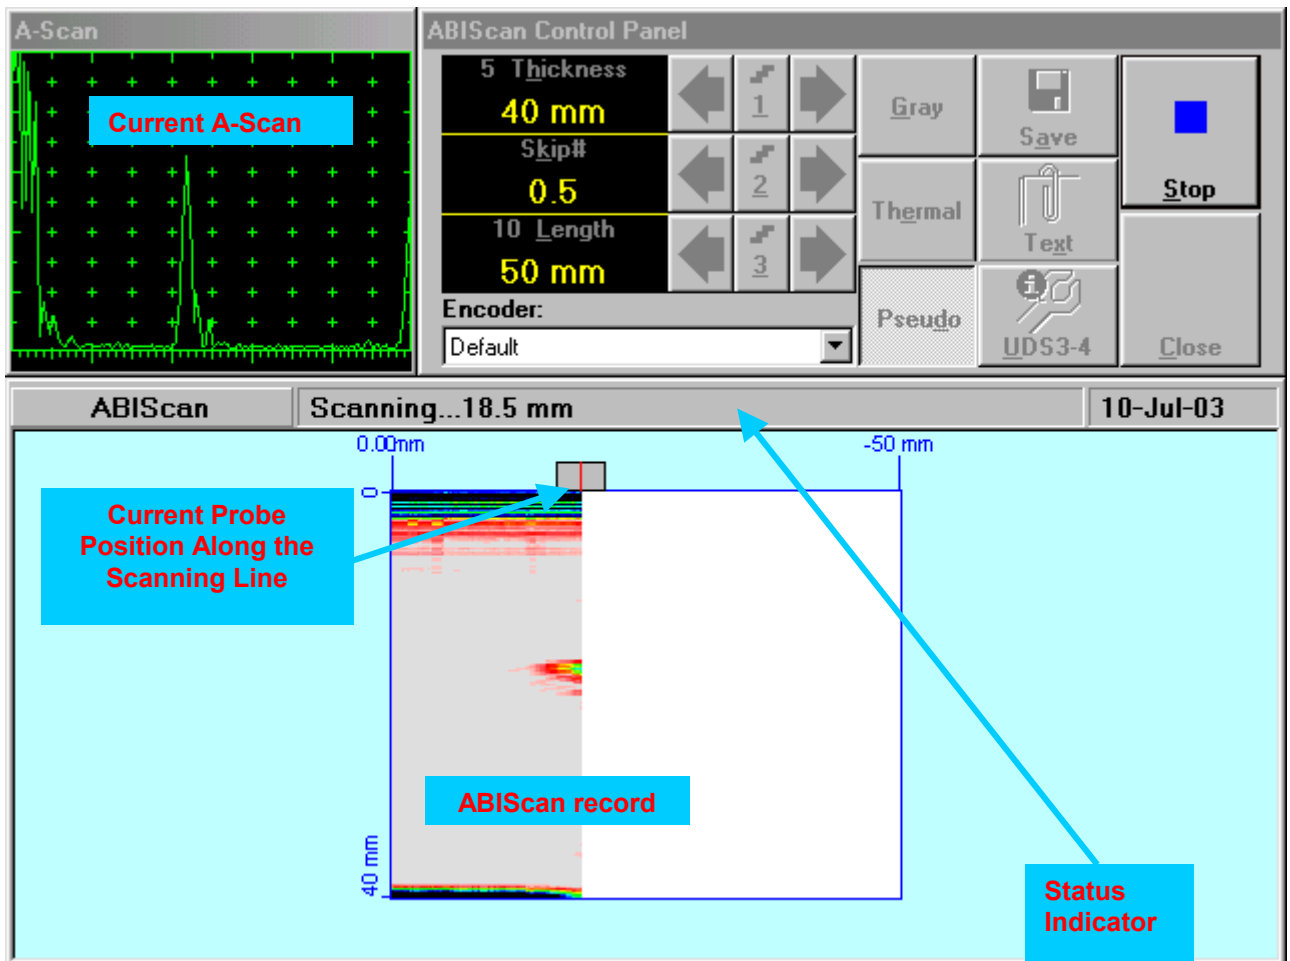 A-Scan
Current A-Scan
ABIScan Control Panel
5 Thickness
40 mm
Skip#
0.5
10 Length
50 mm
Encoder:
Default
1
2
3
Gray
Thermal
Pseudo
Save
Text
UDS3-4
Stop
Close
ABIScan
Scanning...18.5 mm
10-Jul-03
0.00mm
-50 mm
0
Current Probe
Position Along the
Scanning Line
ABIScan record
40 mm
Status
Indicator